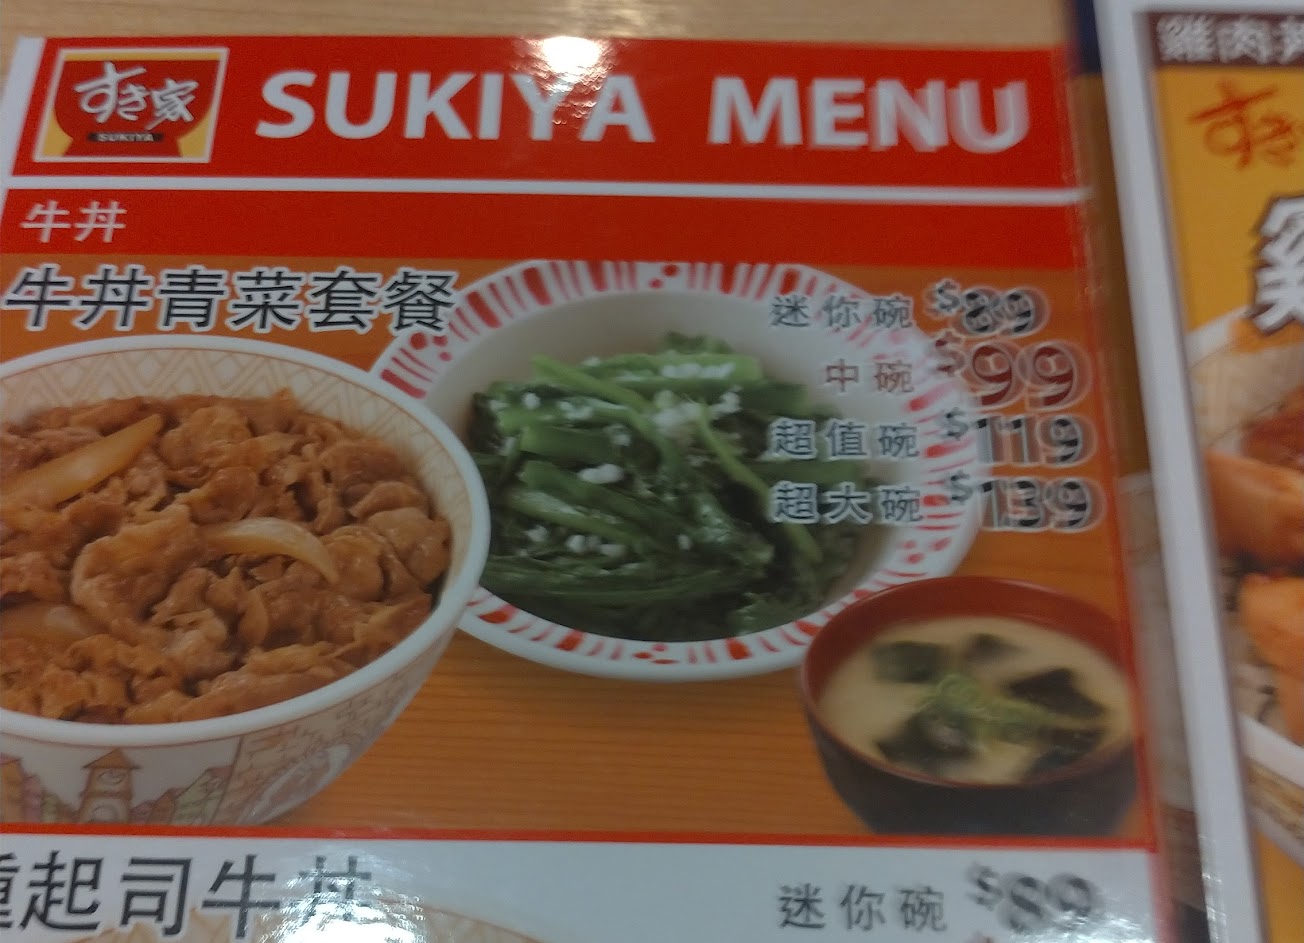 すき家
SUKIYA
SUKIYA MENU
牛丼
牛丼青菜套餐
迷你碗 $89
中碗 $99
超值碗 $119
超大碗 $139
起司牛丼
迷你碗 $89
雞肉
すき